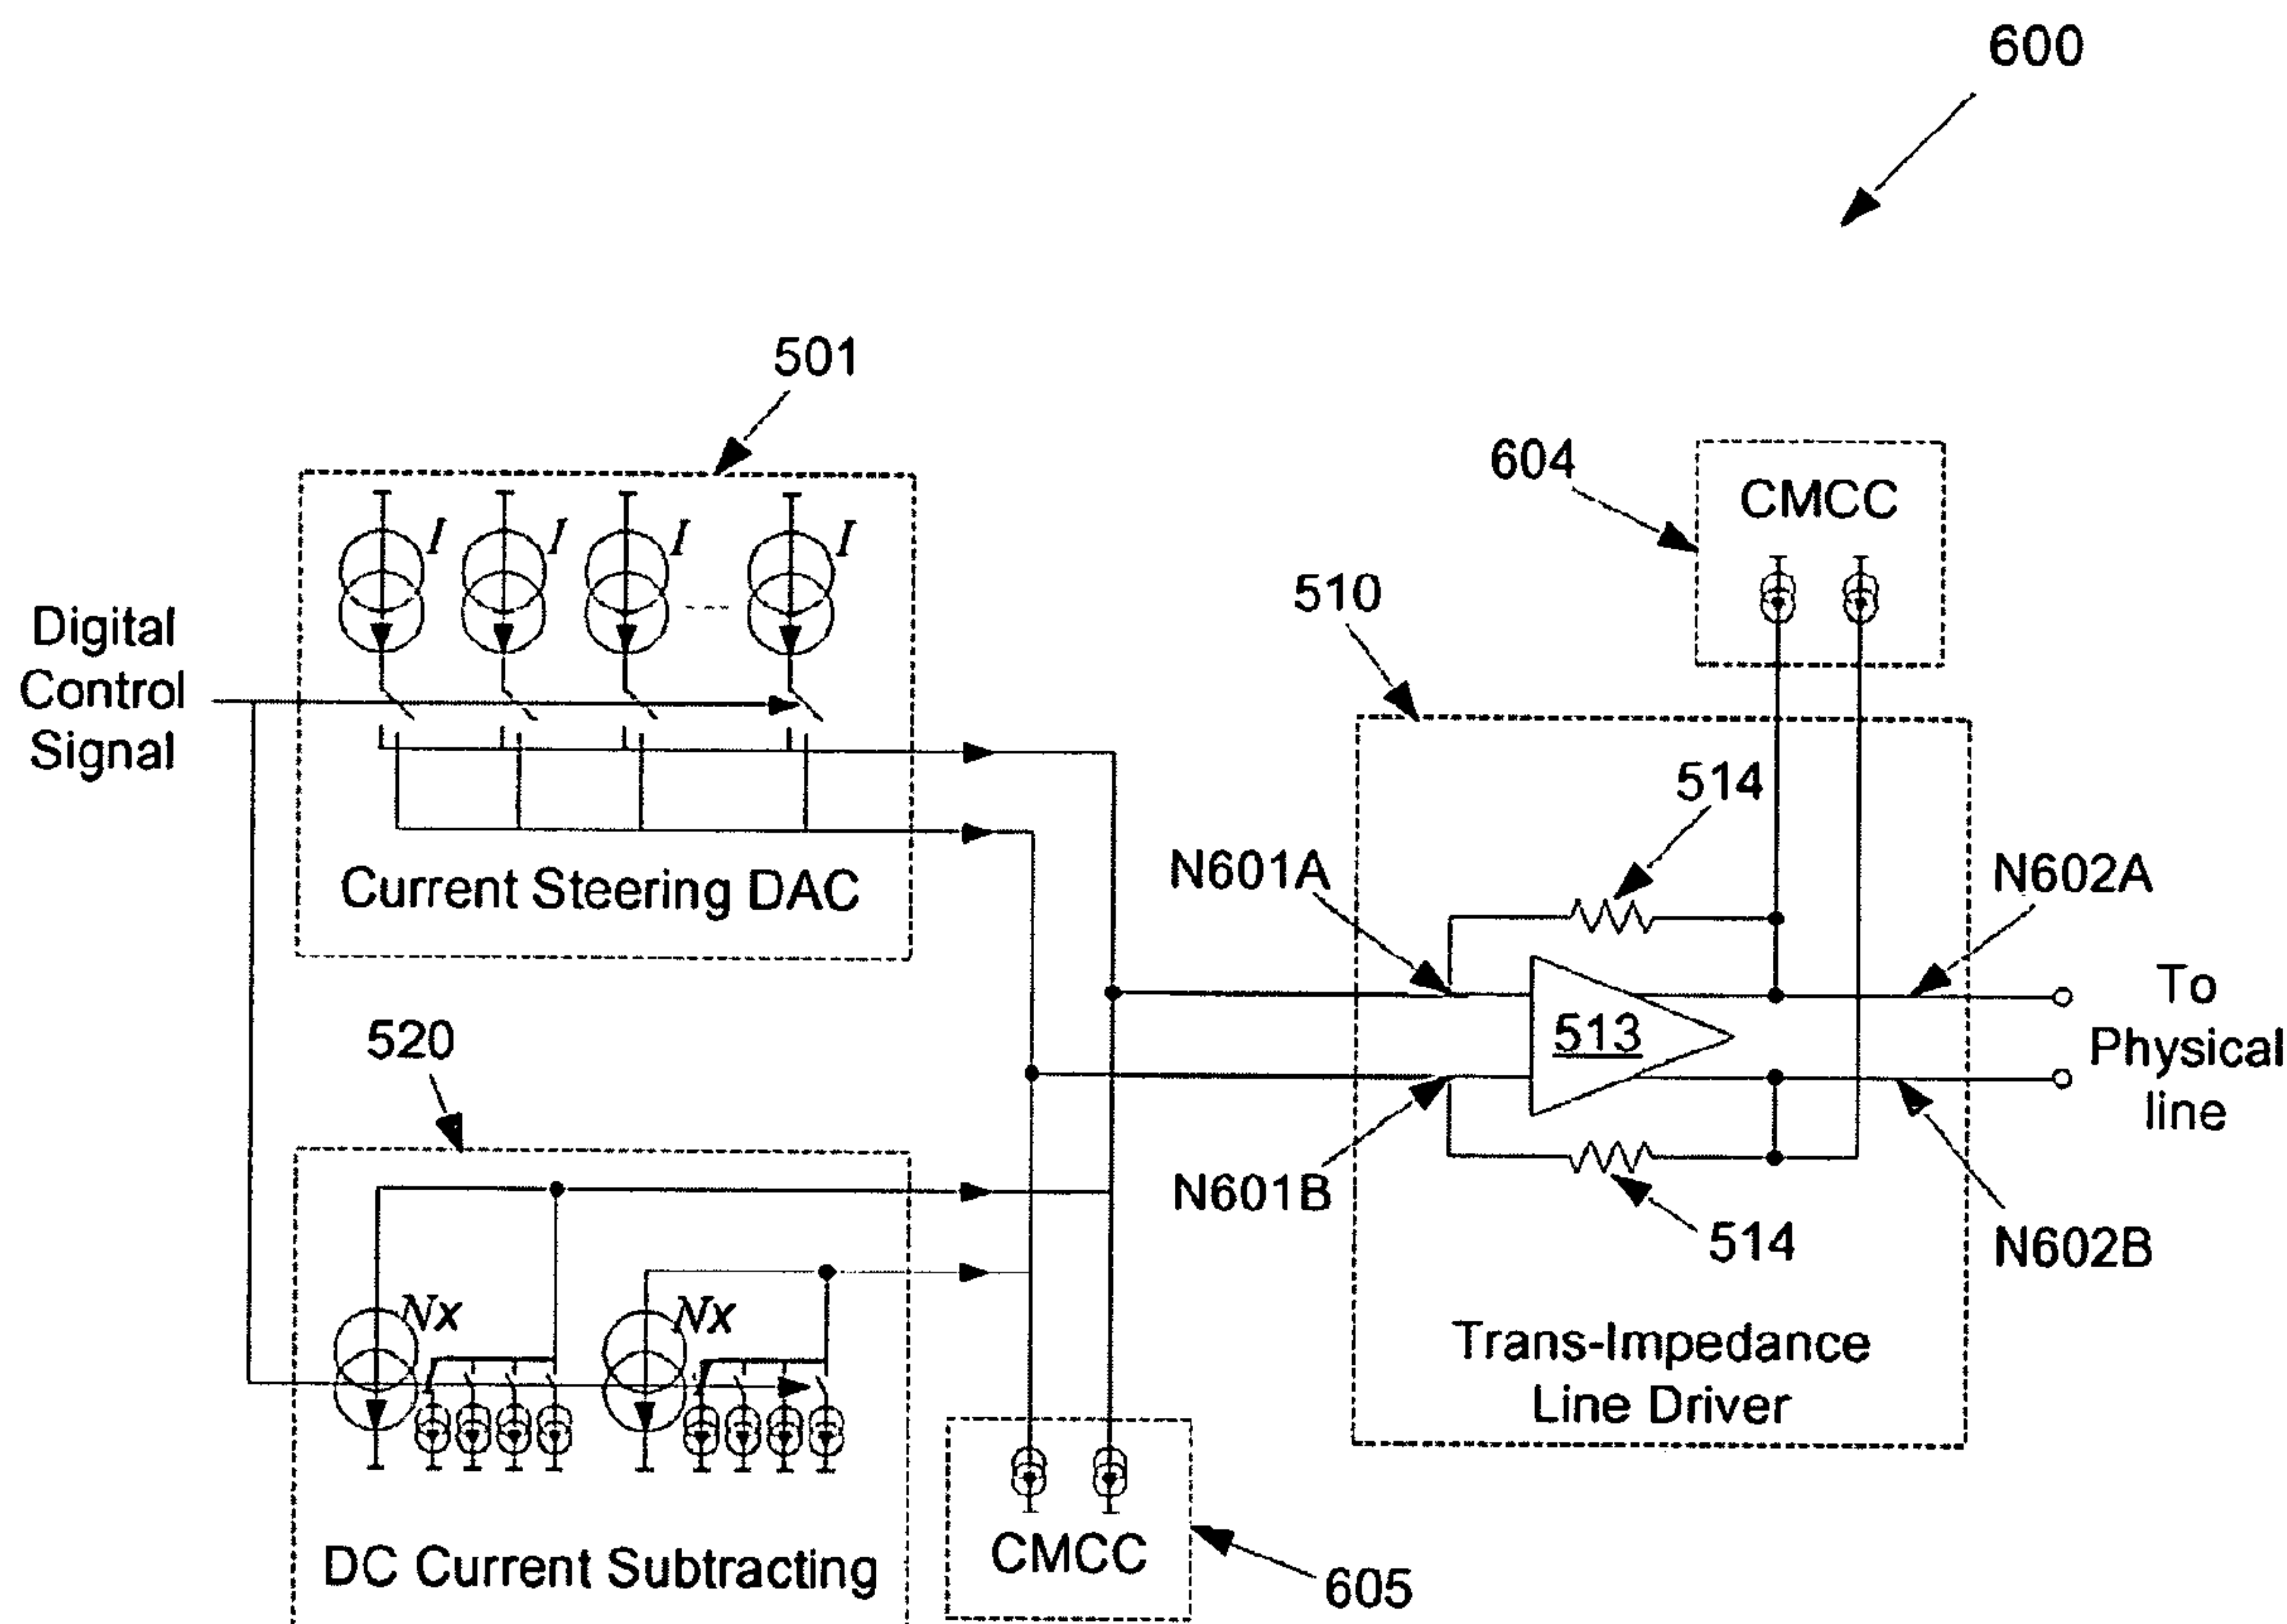 600
501
I
I
I
I
604
CMCC
510
Digital
Control
Signal
514
N601A
N602A
Current Steering DAC
513
To
Physical
line
520
N601B
514
N602B
Nx
Nx
Trans-Impedance
Line Driver
CMCC
605
DC Current Subtracting